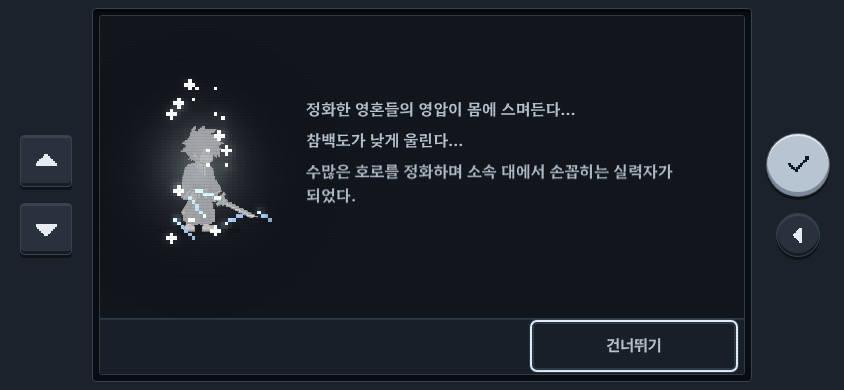 정화한 영혼들의 영압이 몸에 스며든다...
참백도가 낮게 울린다...
수많은 호로를 정화하며 소속 대에서 손꼽히는 실력자가
되었다.
건너뛰기